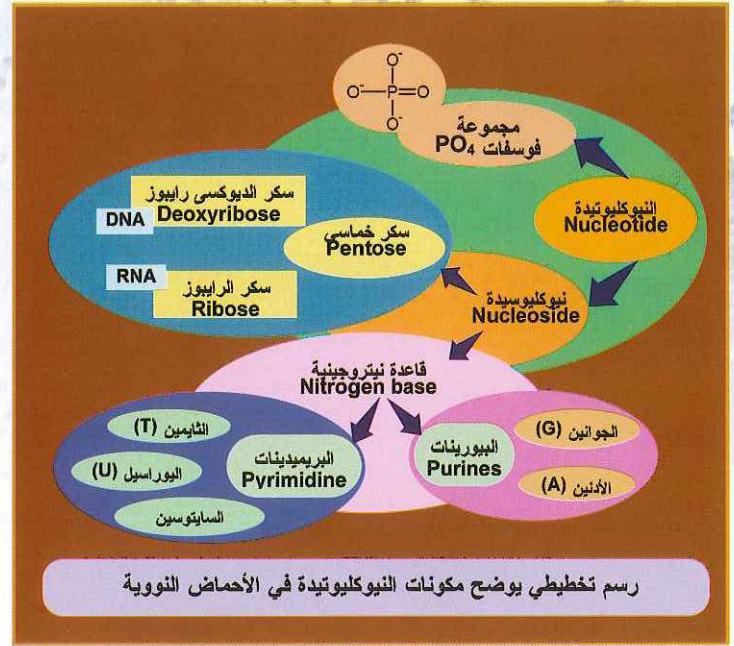 O⁻
O⁻—P=O
O⁻
مجموعة
فوسفات PO₄
النيوكليوتيدة
Nucleotide
سكر الديوكسى رايبوز
Deoxyribose
DNA
سكر خماسي
Pentose
RNA
سكر الرايبوز
Ribose
نيوكليوسيدة
Nucleoside
قاعدة نيتروجينية
Nitrogen base
البيورينات
Purines
الجوانين (G)
الأدنين (A)
البريميدينات
Pyrimidine
الثايمين (T)
اليوراسيل (U)
السايتوسين
رسم تخطيطي يوضح مكونات النيوكليوتيدة في الأحماض النووية